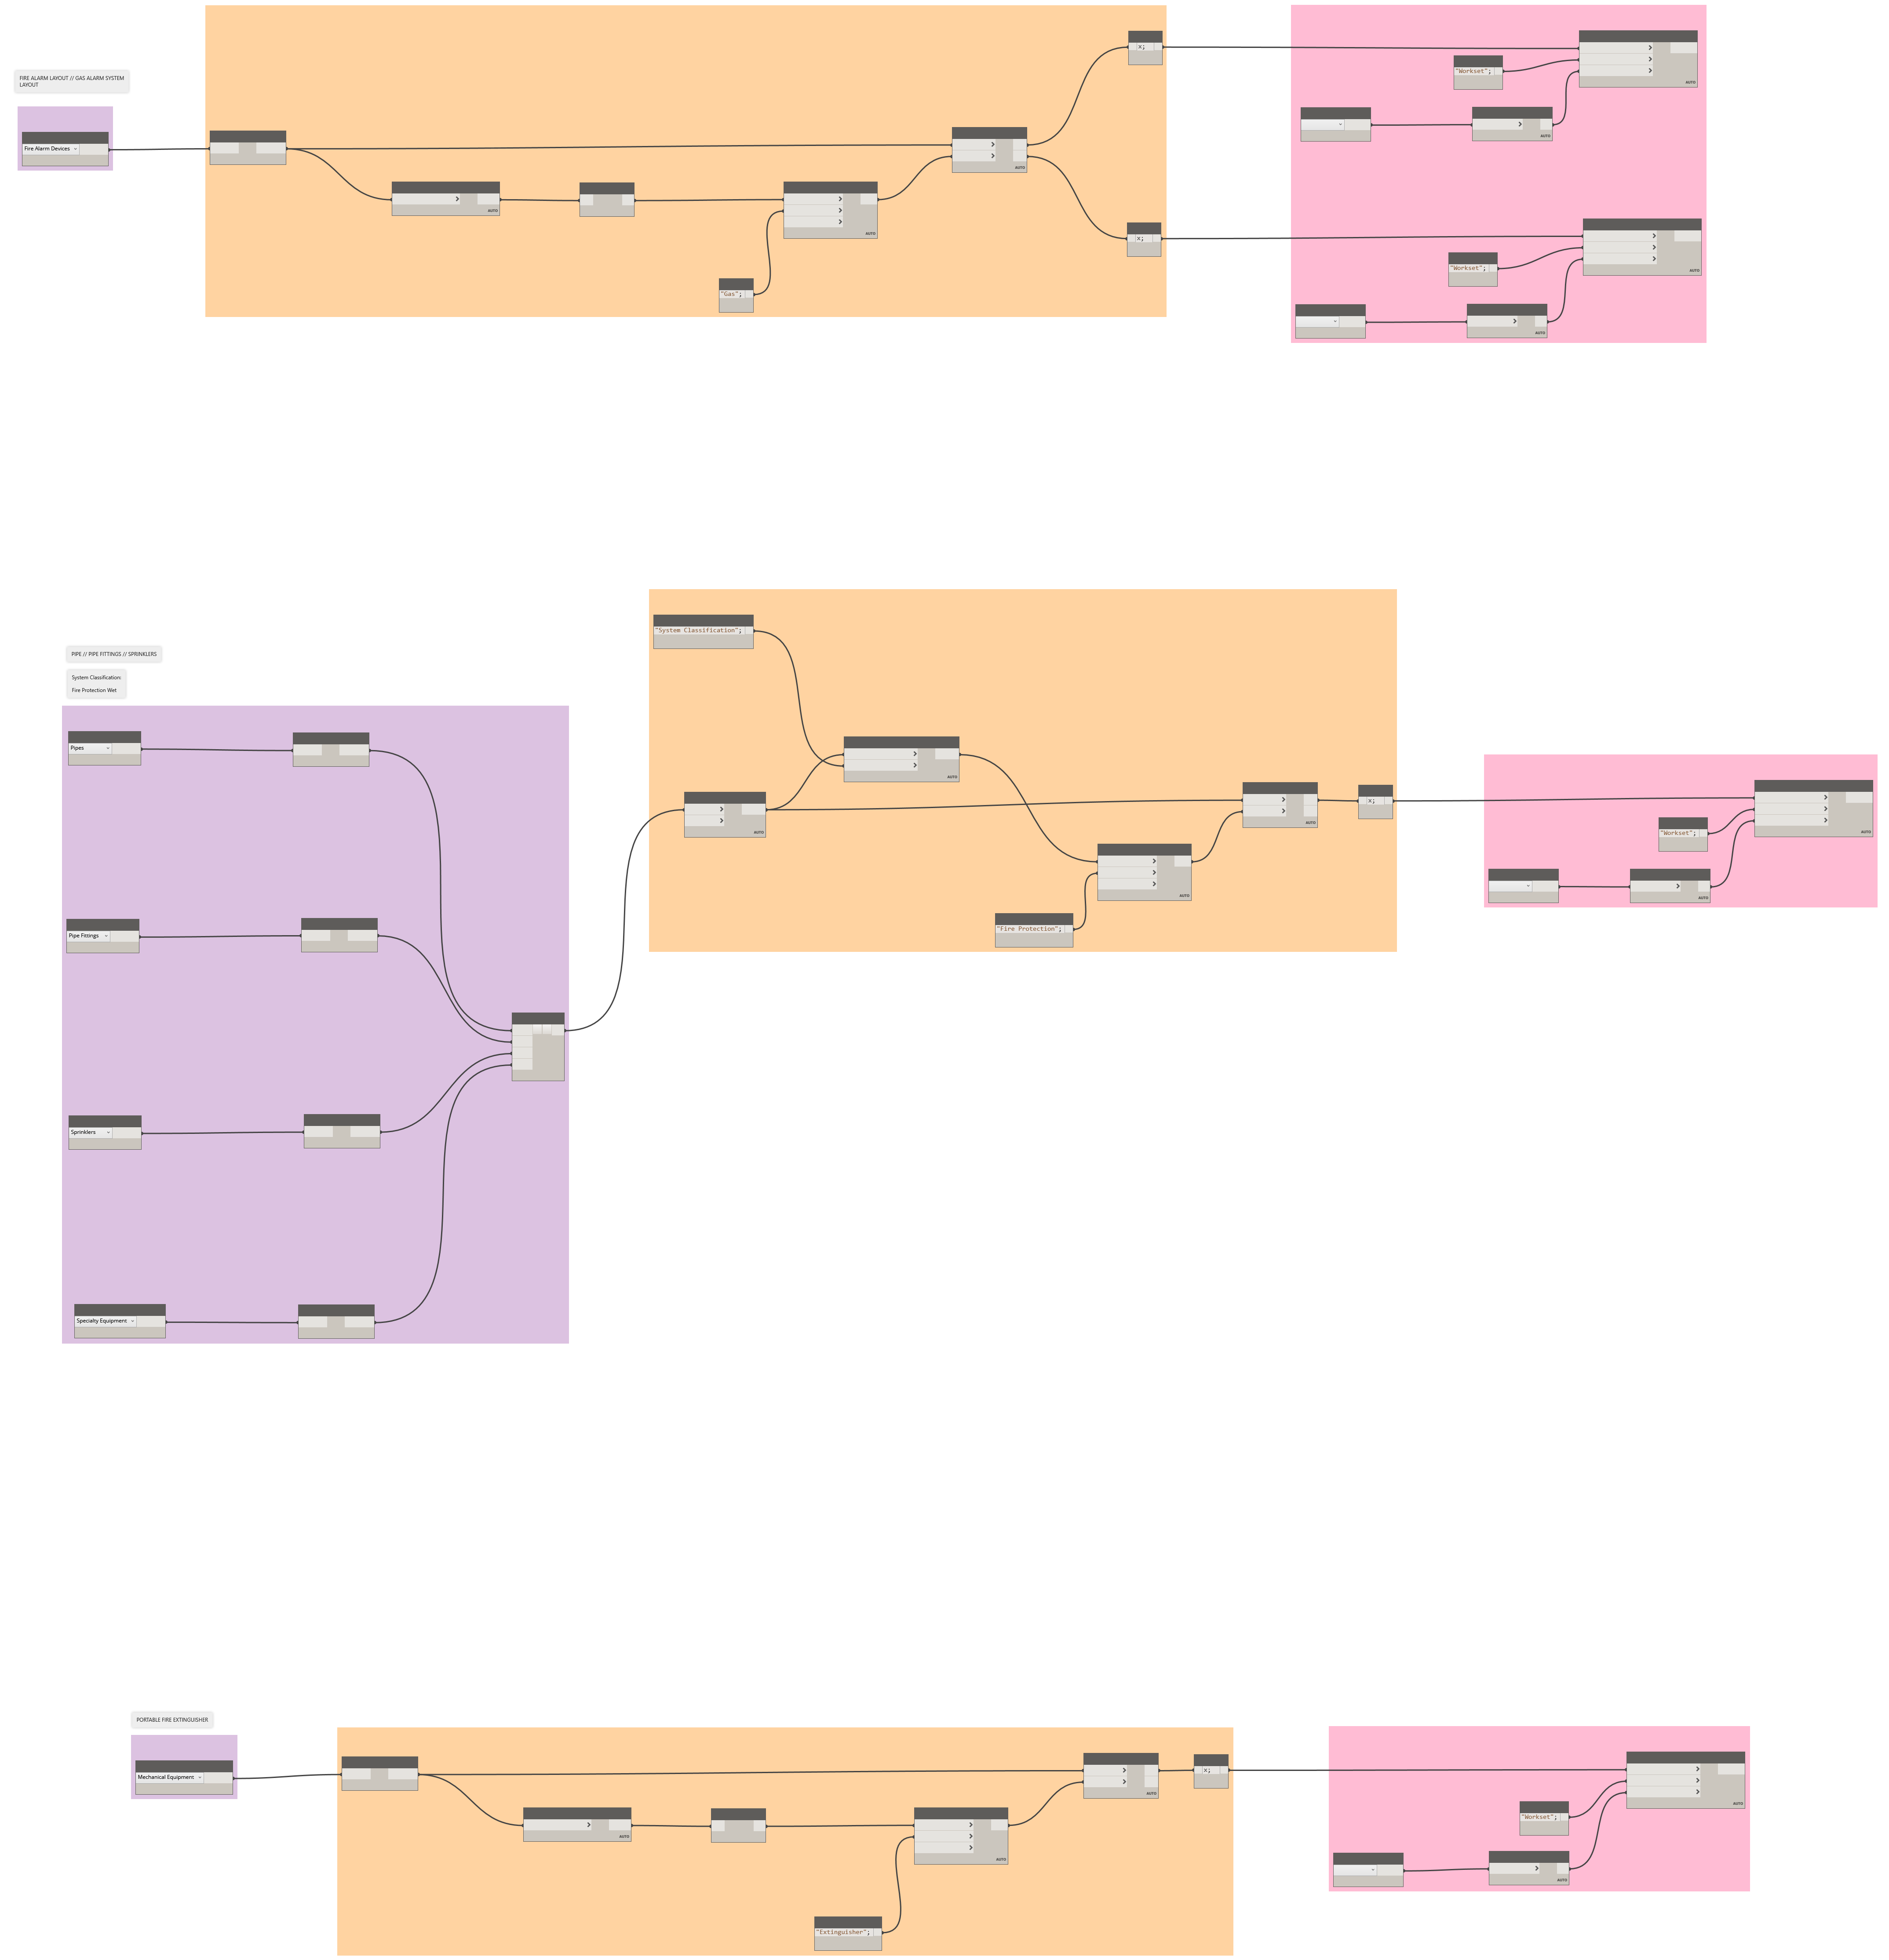 FIRE ALARM LAYOUT // GAS ALARM SYSTEM
LAYOUT
Fire Alarm Devices
AUTO
"Gas";
AUTO
AUTO
x;
x;
"Workset";
AUTO
AUTO
"Workset";
AUTO
AUTO
PIPE // PIPE FITTINGS // SPRINKLERS
System Classification:
Fire Protection Wet
Pipes
Pipe Fittings
Sprinklers
Specialty Equipment
"System Classification";
AUTO
AUTO
AUTO
"Fire Protection";
AUTO
x;
"Workset";
AUTO
AUTO
PORTABLE FIRE EXTINGUISHER
Mechanical Equipment
AUTO
AUTO
"Extinguisher";
AUTO
x;
"Workset";
AUTO
AUTO